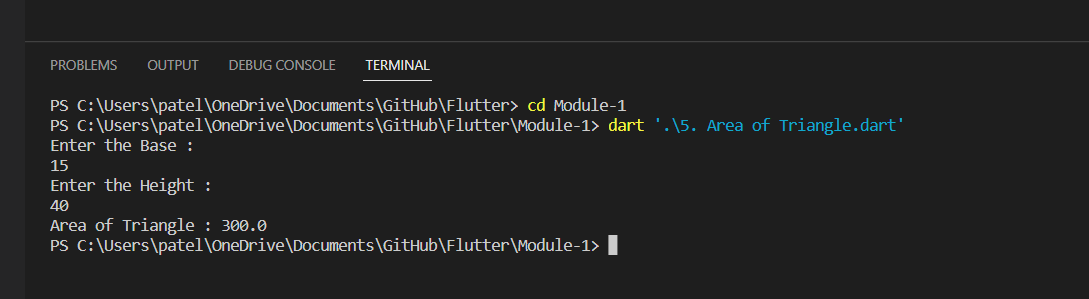 PROBLEMS OUTPUT DEBUG CONSOLE TERMINAL
PS C:\Users\patel\OneDrive\Documents\GitHub\Flutter> cd Module-1
PS C:\Users\patel\OneDrive\Documents\GitHub\Flutter\Module-1> dart '.\5. Area of Triangle.dart'
Enter the Base :
15
Enter the Height :
40
Area of Triangle : 300.0
PS C:\Users\patel\OneDrive\Documents\GitHub\Flutter\Module-1>